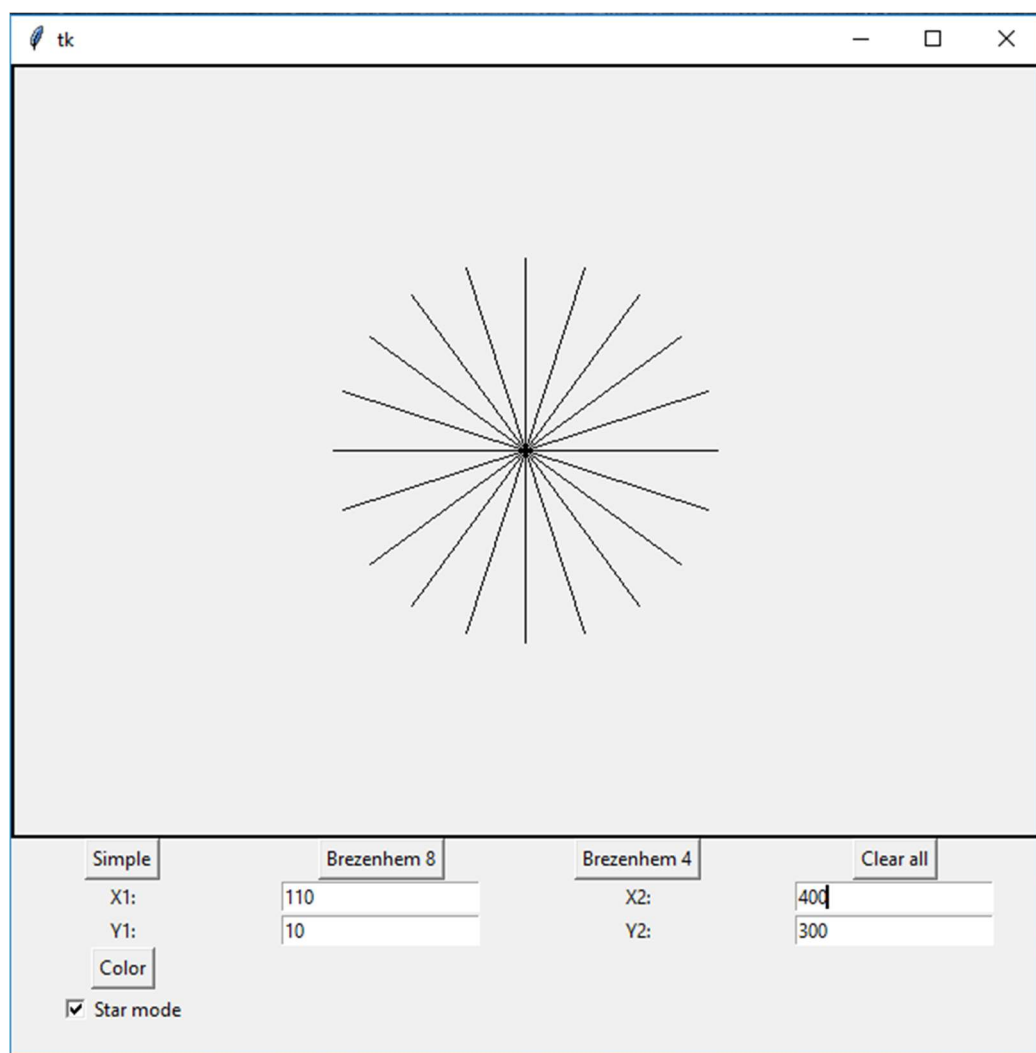 tk
Simple Brezenhem 8 Brezenhem 4 Clear all
X1: 110 X2: 400
Y1: 10 Y2: 300
Color
Star mode